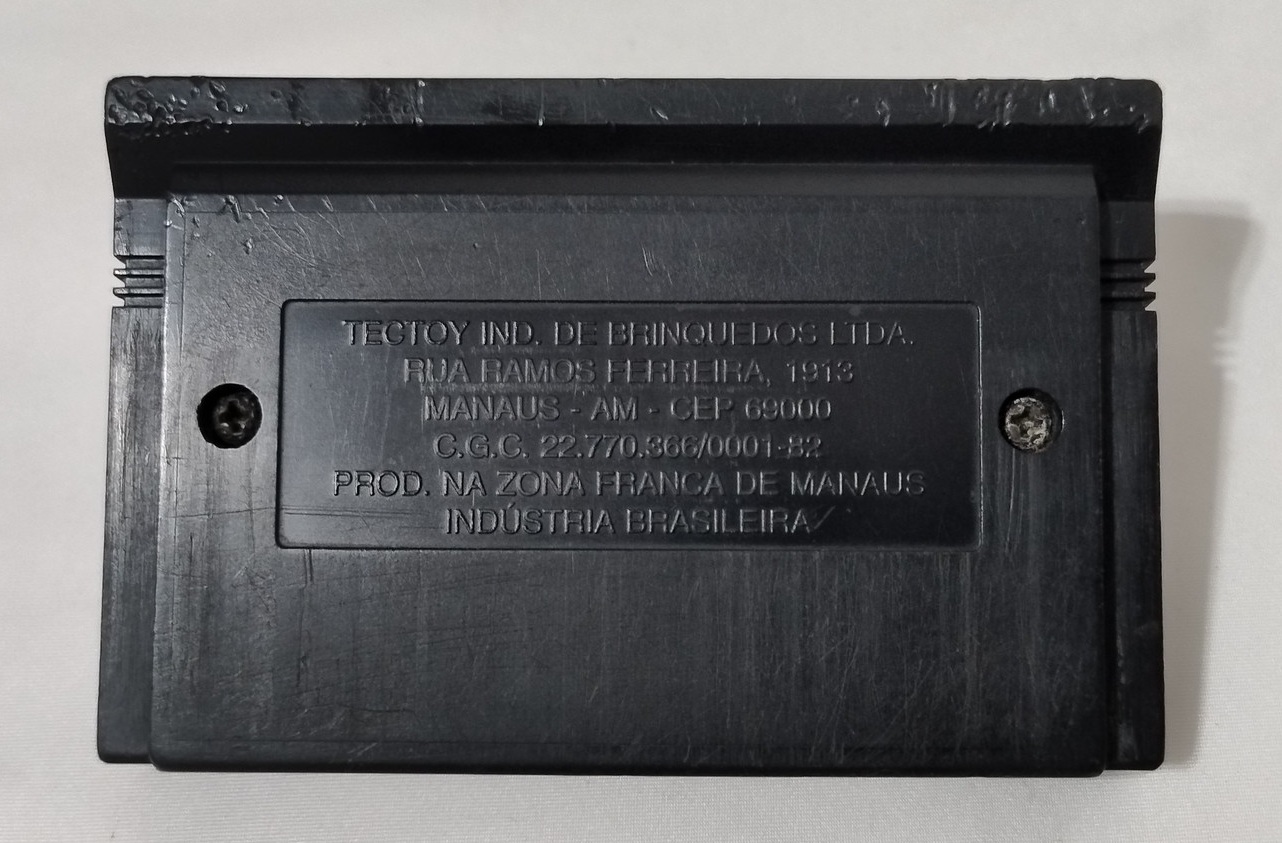 TECTOY IND. DE BRINQUEDOS LTDA.
RUA RAMOS FERREIRA, 1913
MANAUS - AM - CEP 69000
C.G.C. 22.770.366/0001-82
PROD. NA ZONA FRANCA DE MANAUS
INDÚSTRIA BRASILEIRA